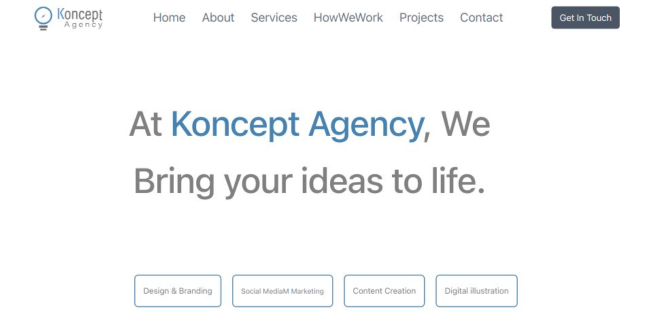 Koncept
Agency
Home About Services HowWeWork Projects Contact
Get In Touch
At Koncept Agency, We
Bring your ideas to life.
Design & Branding
Social MediaM Marketing
Content Creation
Digital illustration